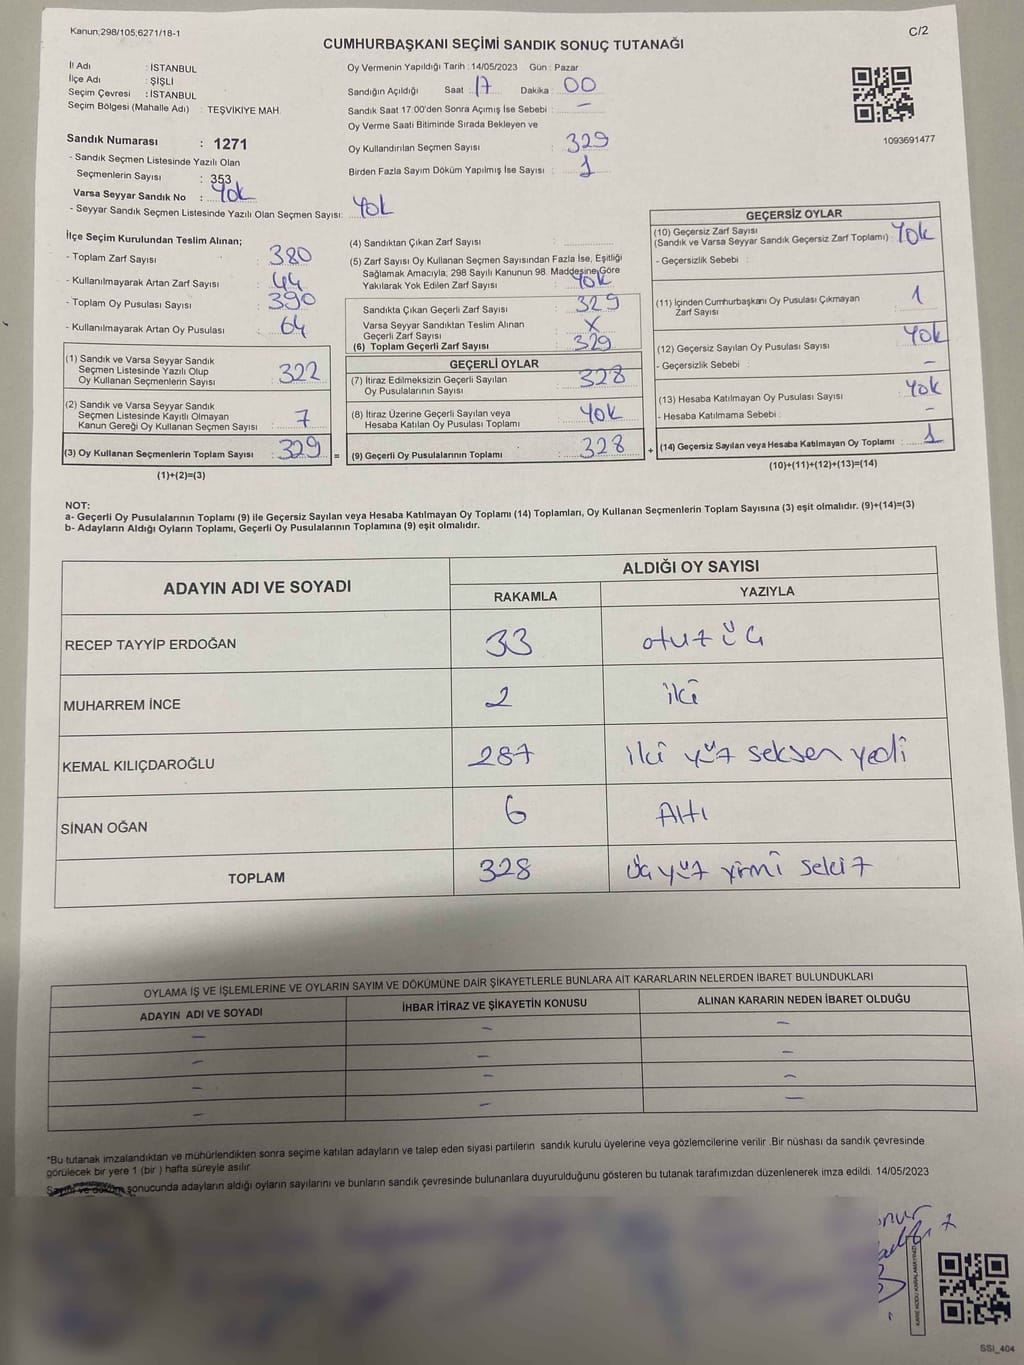 Kanun;298/105;6271/18-1
C/2
CUMHURBAŞKANI SEÇİMİ SANDIK SONUÇ TUTANAĞI
İl Adı : İSTANBUL
İlçe Adı : ŞİŞLİ
Seçim Çevresi : İSTANBUL
Seçim Bölgesi (Mahalle Adı) : TEŞVİKİYE MAH.
Oy Vermenin Yapıldığı Tarih : 14/05/2023 Gün : Pazar
Sandığın Açıldığı Saat : 17 Dakika : 00
Sandık Saat 17:00'den Sonra Açımış İse Sebebi : -
Oy Verme Saati Bitiminde Sırada Bekleyen ve
Oy Kullandırılan Seçmen Sayısı : 329
Birden Fazla Sayım Döküm Yapılmış İse Sayısı : 1
1093691477
Sandık Numarası : 1271
- Sandık Seçmen Listesinde Yazılı Olan
Seçmenlerin Sayısı : 353
Varsa Seyyar Sandık No : Yok
- Seyyar Sandık Seçmen Listesinde Yazılı Olan Seçmen Sayısı: Yok
İlçe Seçim Kurulundan Teslim Alınan;
- Toplam Zarf Sayısı : 380
- Kullanılmayarak Artan Zarf Sayısı : 44
- Toplam Oy Pusulası Sayısı : 390
- Kullanılmayarak Artan Oy Pusulası : 64
(1) Sandık ve Varsa Seyyar Sandık
Seçmen Listesinde Yazılı Olup
Oy Kullanan Seçmenlerin Sayısı : 322
(2) Sandık ve Varsa Seyyar Sandık
Seçmen Listesinde Kayıtlı Olmayan
Kanun Gereği Oy Kullanan Seçmen Sayısı : 7
(3) Oy Kullanan Seçmenlerin Toplam Sayısı : 329 =
(1)+(2)=(3)
(4) Sandıktan Çıkan Zarf Sayısı :
(5) Zarf Sayısı Oy Kullanan Seçmen Sayısından Fazla İse, Eşitliği
Sağlamak Amacıyla, 298 Sayılı Kanunun 98. Maddesine Göre
Yakılarak Yok Edilen Zarf Sayısı : Yok
Sandıkta Çıkan Geçerli Zarf Sayısı : 329
Varsa Seyyar Sandıktan Teslim Alınan
Geçerli Zarf Sayısı : X
(6) Toplam Geçerli Zarf Sayısı : 329
GEÇERLİ OYLAR
(7) İtiraz Edilmeksizin Geçerli Sayılan
Oy Pusulalarının Sayısı : 328
(8) İtiraz Üzerine Geçerli Sayılan veya
Hesaba Katılan Oy Pusulası Toplamı : Yok
(9) Geçerli Oy Pusulalarının Toplamı : 328 +
GEÇERSİZ OYLAR
(10) Geçersiz Zarf Sayısı
(Sandık ve Varsa Seyyar Sandık Geçersiz Zarf Toplamı) : Yok
- Geçersizlik Sebebi :
(11) İçinden Cumhurbaşkanı Oy Pusulası Çıkmayan
Zarf Sayısı : 1
(12) Geçersiz Sayılan Oy Pusulası Sayısı : Yok
- Geçersizlik Sebebi : -
(13) Hesaba Katılmayan Oy Pusulası Sayısı : Yok
- Hesaba Katılmama Sebebi : -
(14) Geçersiz Sayılan veya Hesaba Katılmayan Oy Toplamı : 1
(10)+(11)+(12)+(13)=(14)
NOT:
a- Geçerli Oy Pusulalarının Toplamı (9) ile Geçersiz Sayılan veya Hesaba Katılmayan Oy Toplamı (14) Toplamları, Oy Kullanan Seçmenlerin Toplam Sayısına (3) eşit olmalıdır. (9)+(14)=(3)
b- Adayların Aldığı Oyların Toplamı, Geçerli Oy Pusulalarının Toplamına (9) eşit olmalıdır.
ADAYIN ADI VE SOYADI
ALDIĞI OY SAYISI
RAKAMLA YAZIYLA
RECEP TAYYİP ERDOĞAN 33 otuz üç
MUHARREM İNCE 2 iki
KEMAL KILIÇDAROĞLU 287 iki yüz seksen yedi
SİNAN OĞAN 6 Altı
TOPLAM 328 üçyüz yirmi sekiz
OYLAMA İŞ VE İŞLEMLERİNE VE OYLARIN SAYIM VE DÖKÜMÜNE DAİR ŞİKAYETLERLE BUNLARA AİT KARARLARIN NELERDEN İBARET BULUNDUKLARI
ADAYIN ADI VE SOYADI İHBAR İTİRAZ VE ŞİKAYETİN KONUSU ALINAN KARARIN NEDEN İBARET OLDUĞU
- - -
- - -
- - -
- - -
*Bu tutanak imzalandıktan ve mühürlendikten sonra seçime katılan adayların ve talep eden siyasi partilerin sandık kurulu üyelerine veya gözlemcilerine verilir .Bir nüshası da sandık çevresinde
görülecek bir yere 1 (bir ) hafta süreyle asılır.
Sayım ve döküm sonucunda adayların aldığı oyların sayılarını ve bunların sandık çevresinde bulunanlara duyurulduğunu gösteren bu tutanak tarafımızdan düzenlenerek imza edildi. 14/05/2023
KARE KODU KARALAMAYINIZ
SSI_404